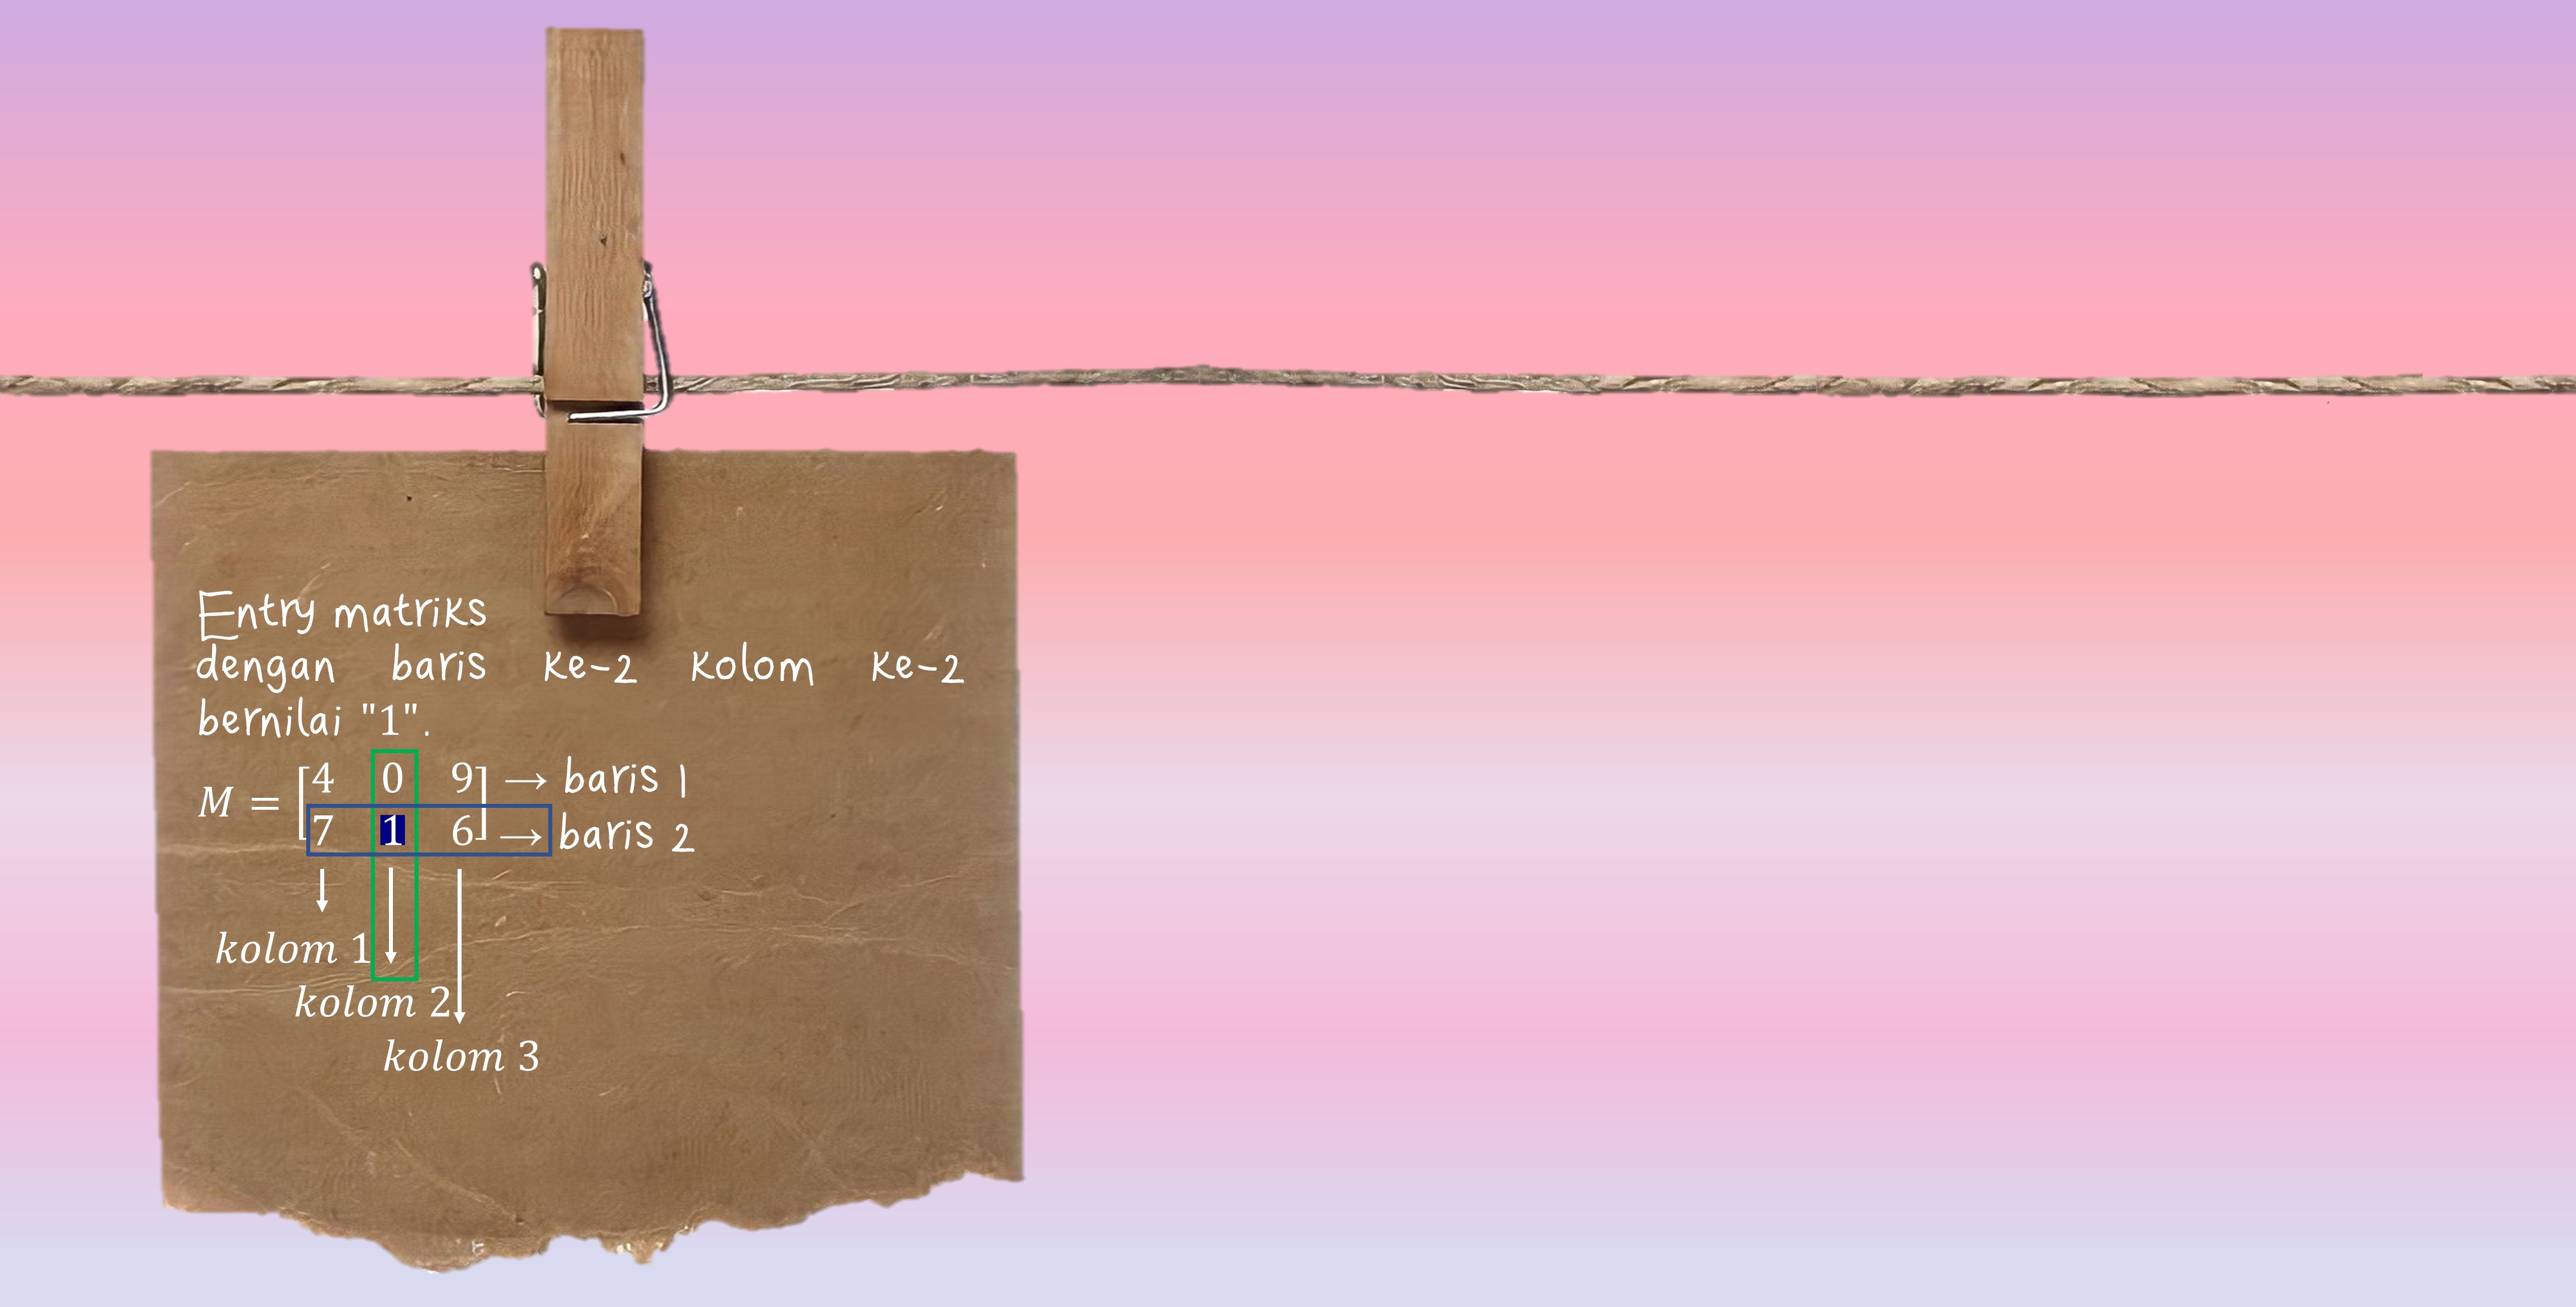 Entry matriks
dengan baris ke-2 kolom ke-2
bernilai "1".
M = [4 0 9] → baris 1
[7 1 6] → baris 2
↓ ↓ ↓
kolom 1
kolom 2
kolom 3